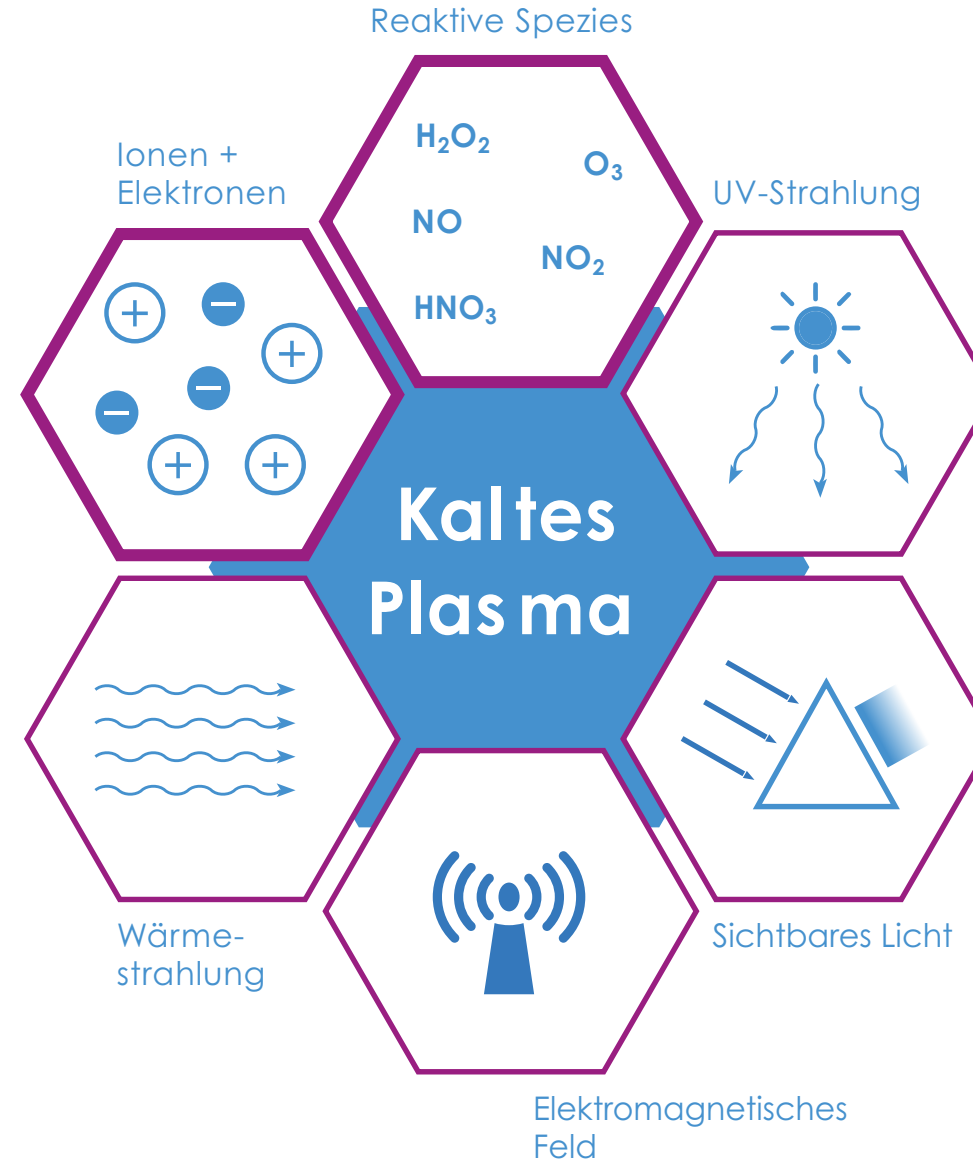 Reaktive Spezies
H₂O₂
O₃
NO
NO₂
HNO₃
Ionen +
Elektronen
UV-Strahlung
Kaltes
Plasma
Wärme-
strahlung
Sichtbares Licht
Elektromagnetisches
Feld